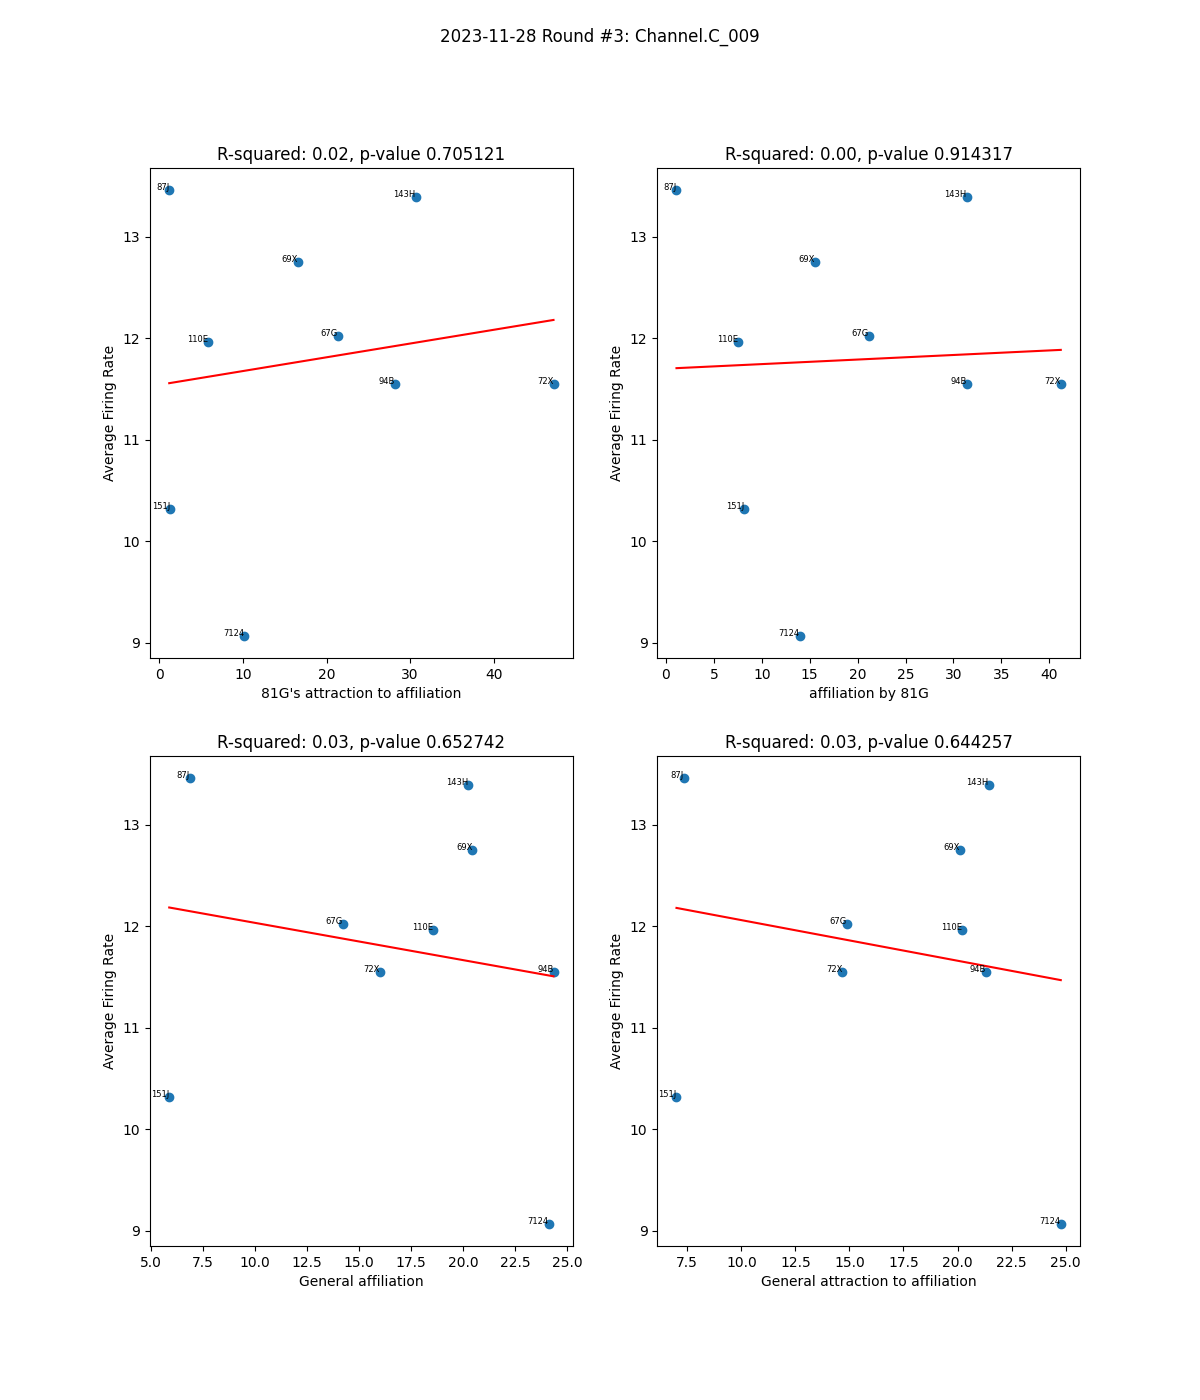 2023-11-28 Round #3: Channel.C_009
R-squared: 0.02, p-value 0.705121
87J
143H
69X
67G
110E
94B
72X
151J
7124
13
12
11
10
9
Average Firing Rate
0 10 20 30 40
81G's attraction to affiliation
R-squared: 0.00, p-value 0.914317
87J
143H
69X
67G
110E
94B
72X
151J
7124
13
12
11
10
9
Average Firing Rate
0 5 10 15 20 25 30 35 40
affiliation by 81G
R-squared: 0.03, p-value 0.652742
87J
143H
69X
67G
110E
72X
94B
151J
7124
13
12
11
10
9
Average Firing Rate
5.0 7.5 10.0 12.5 15.0 17.5 20.0 22.5 25.0
General affiliation
R-squared: 0.03, p-value 0.644257
87J
143H
69X
67G
110E
72X
94B
151J
7124
13
12
11
10
9
Average Firing Rate
7.5 10.0 12.5 15.0 17.5 20.0 22.5 25.0
General attraction to affiliation